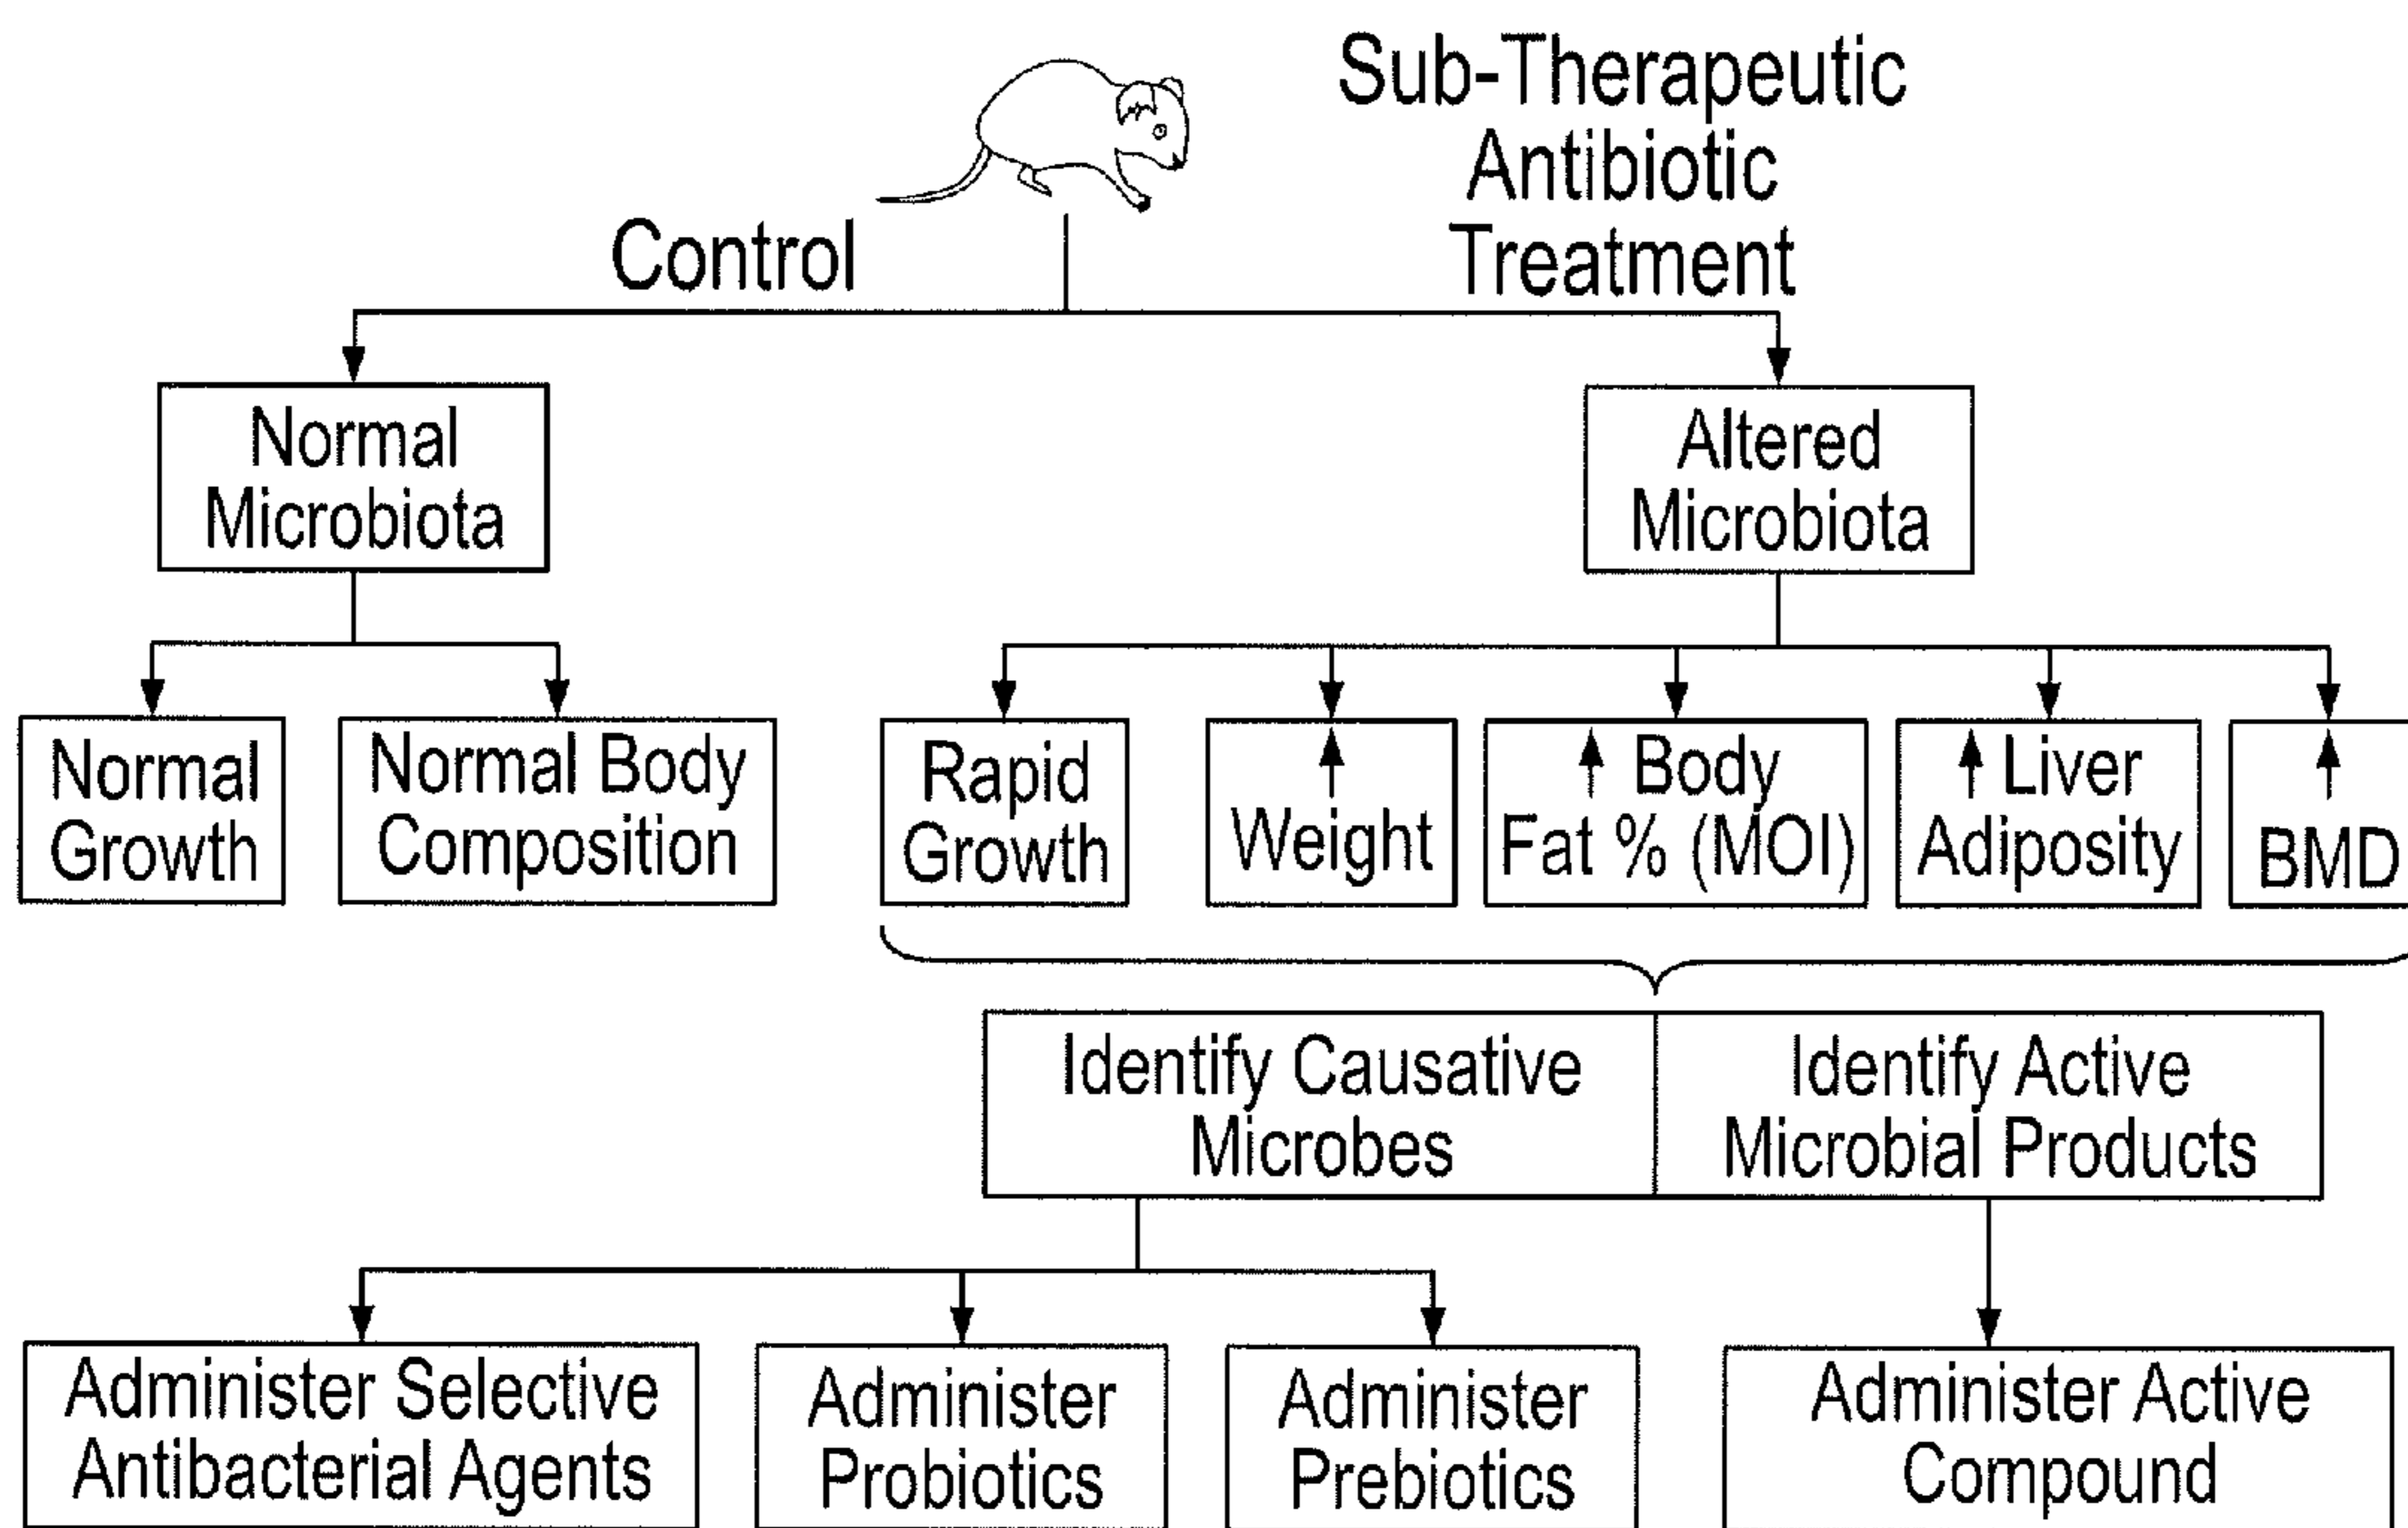 Sub-Therapeutic
Antibiotic
Treatment
Control
Normal
Microbiota
Altered
Microbiota
Normal
Growth
Normal Body
Composition
Rapid
Growth
Weight
Body
Fat % (MOI)
Liver
Adiposity
BMD
Identify Causative
Microbes
Identify Active
Microbial Products
Administer Selective
Antibacterial Agents
Administer
Probiotics
Administer
Prebiotics
Administer Active
Compound